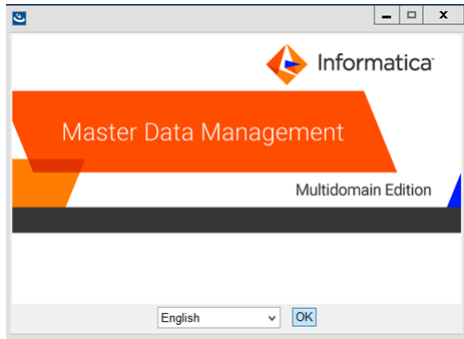 Informatica
Master Data Management
Multidomain Edition
English
OK